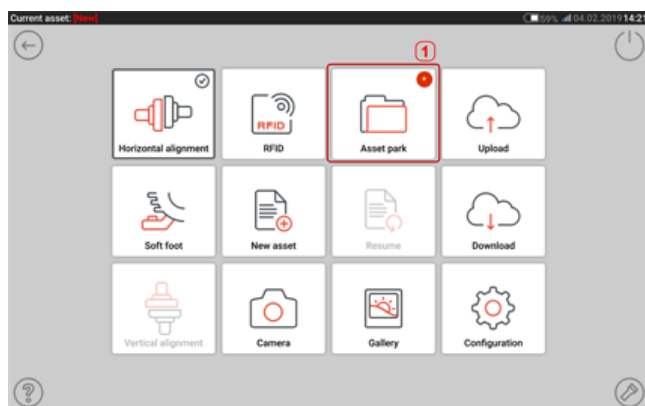 Current asset: [New]
59% 04.02.2019 14:21
1
Horizontal alignment
RFID
RFID
Asset park
Upload
Soft foot
New asset
Resume
Download
Vertical alignment
Camera
Gallery
Configuration
?